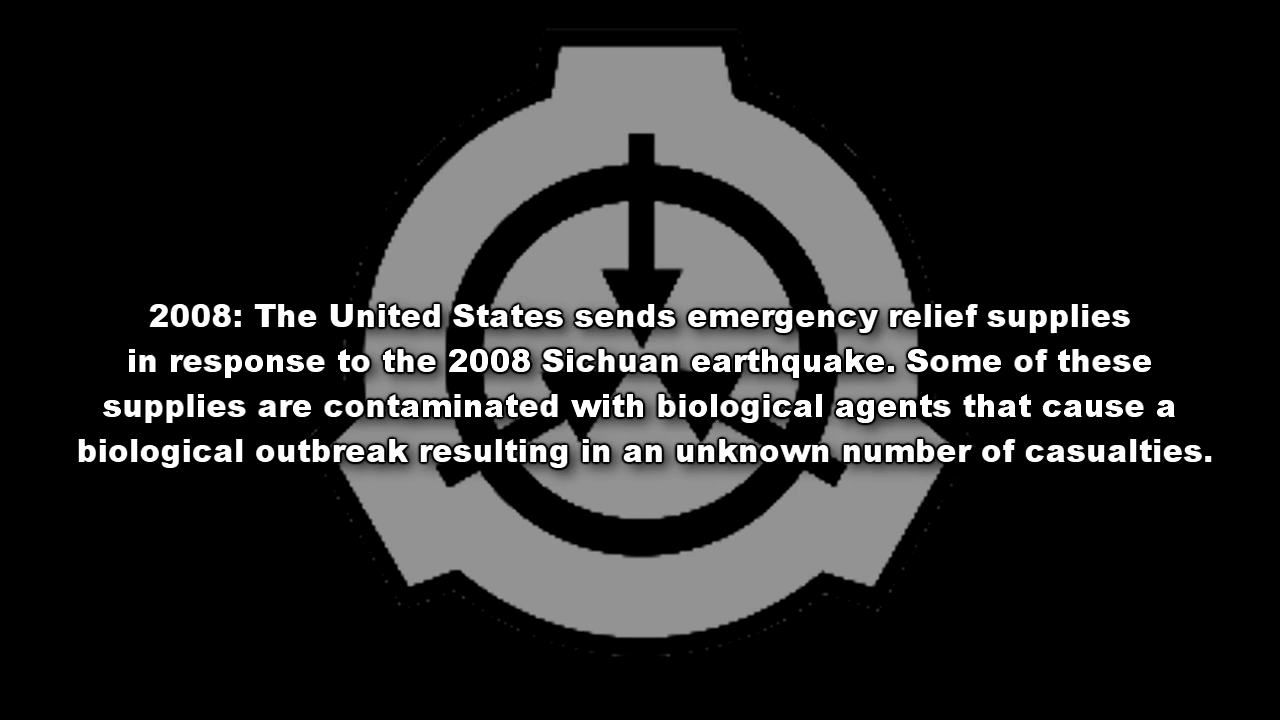 2008: The United States sends emergency relief supplies
in response to the 2008 Sichuan earthquake. Some of these
supplies are contaminated with biological agents that cause a
biological outbreak resulting in an unknown number of casualties.